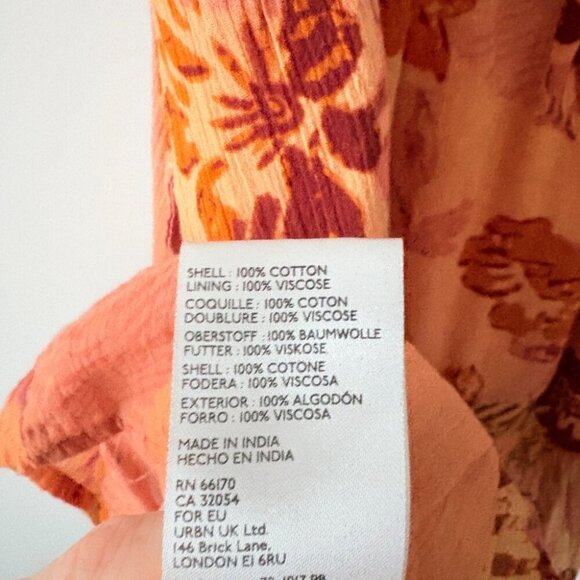 SHELL : 100% COTTON
LINING : 100% VISCOSE
COQUILLE : 100% COTON
DOUBLURE : 100% VISCOSE
OBERSTOFF : 100% BAUMWOLLE
FUTTER : 100% VISKOSE
SHELL : 100% COTONE
FODERA : 100% VISCOSA
EXTERIOR : 100% ALGODÓN
FORRO : 100% VISCOSA
MADE IN INDIA
HECHO EN INDIA
RN 66170
CA 32054
FOR EU
URBN UK Ltd.
146 Brick Lane,
LONDON E1 6RU